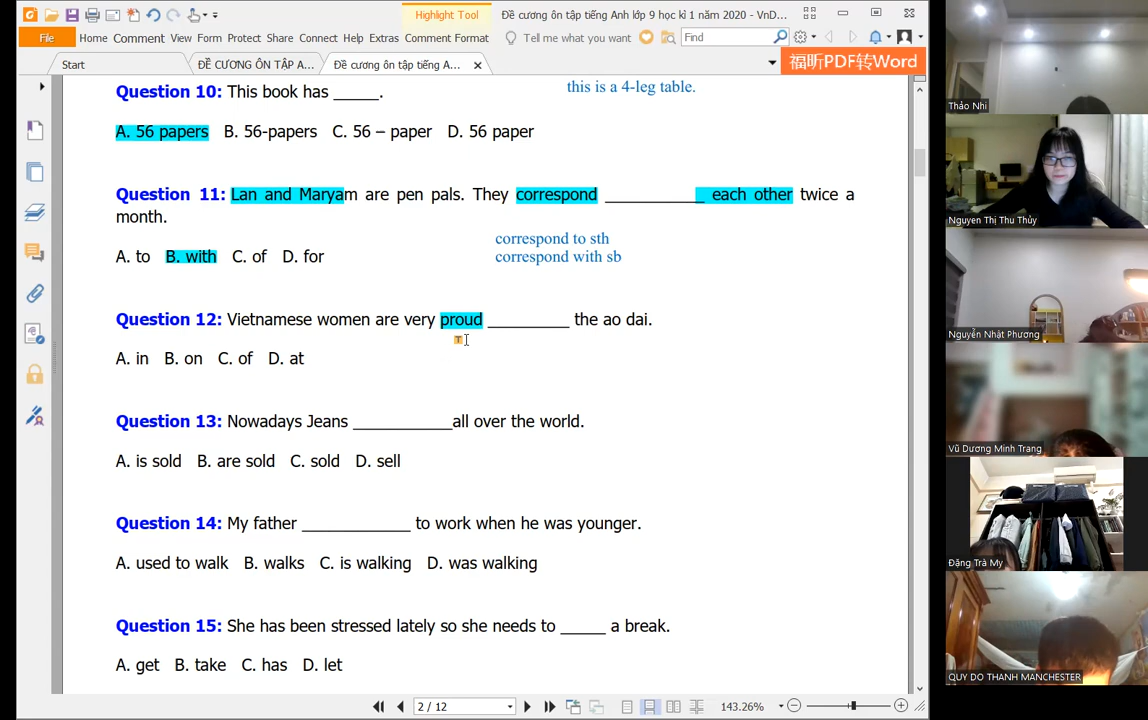 Highlight Tool
Đề cương ôn tập tiếng Anh lớp 9 học kì 1 năm 2020 - VnD...
File Home Comment View Form Protect Share Connect Help Extras Comment Format Tell me what you want... Find
Start ĐỀ CƯƠNG ÔN TẬP A... Đề cương ôn tập tiếng A... 福昕PDF转Word
Question 10: This book has _____.
this is a 4-leg table.
A. 56 papers B. 56-papers C. 56 – paper D. 56 paper
Question 11: Lan and Maryam are pen pals. They correspond ___________ each other twice a
month.
correspond to sth
A. to B. with C. of D. for
correspond with sb
Question 12: Vietnamese women are very proud _________ the ao dai.
A. in B. on C. of D. at
Question 13: Nowadays Jeans ___________all over the world.
A. is sold B. are sold C. sold D. sell
Question 14: My father ____________ to work when he was younger.
A. used to walk B. walks C. is walking D. was walking
Question 15: She has been stressed lately so she needs to _____ a break.
A. get B. take C. has D. let
2 / 12
143.26%
Thảo Nhi
Nguyen Thị Thu Thủy
Nguyễn Nhật Phương
Vũ Dương Minh Trang
Đặng Trà My
QUY DO THANH MANCHESTER